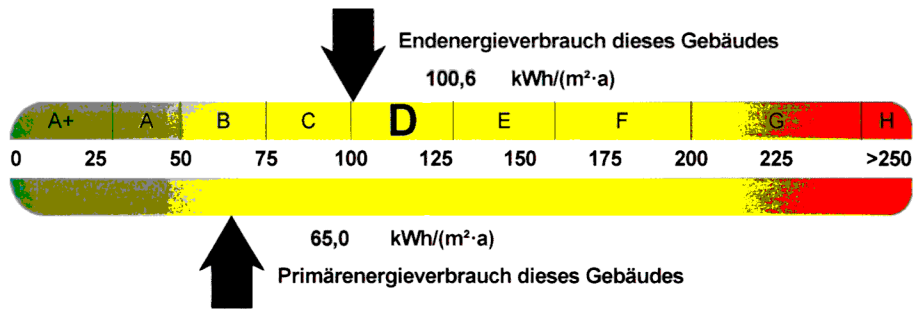 Endenergieverbrauch dieses Gebäudes
100,6 kWh/(m²·a)
A+ A B C D E F G H
0 25 50 75 100 125 150 175 200 225 >250
65,0 kWh/(m²·a)
Primärenergieverbrauch dieses Gebäudes